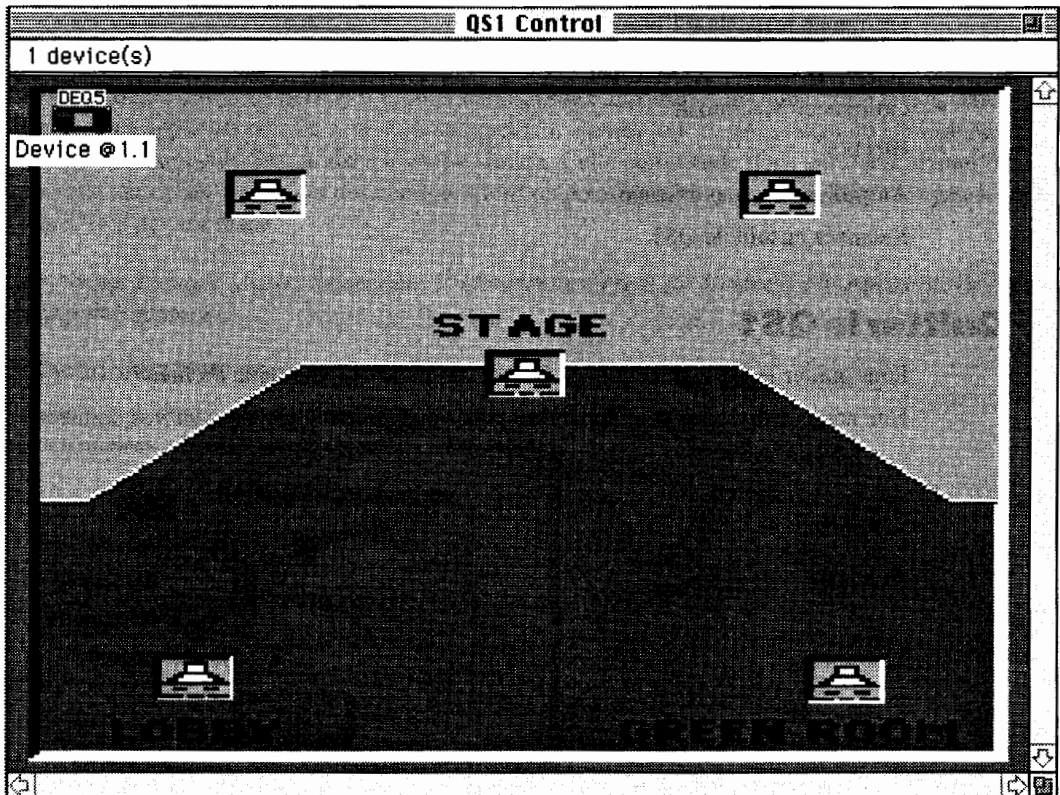 QS1 Control
1 device(s)
DEQ5
Device @1.1
STAGE
LOBBY
GREEN ROOM